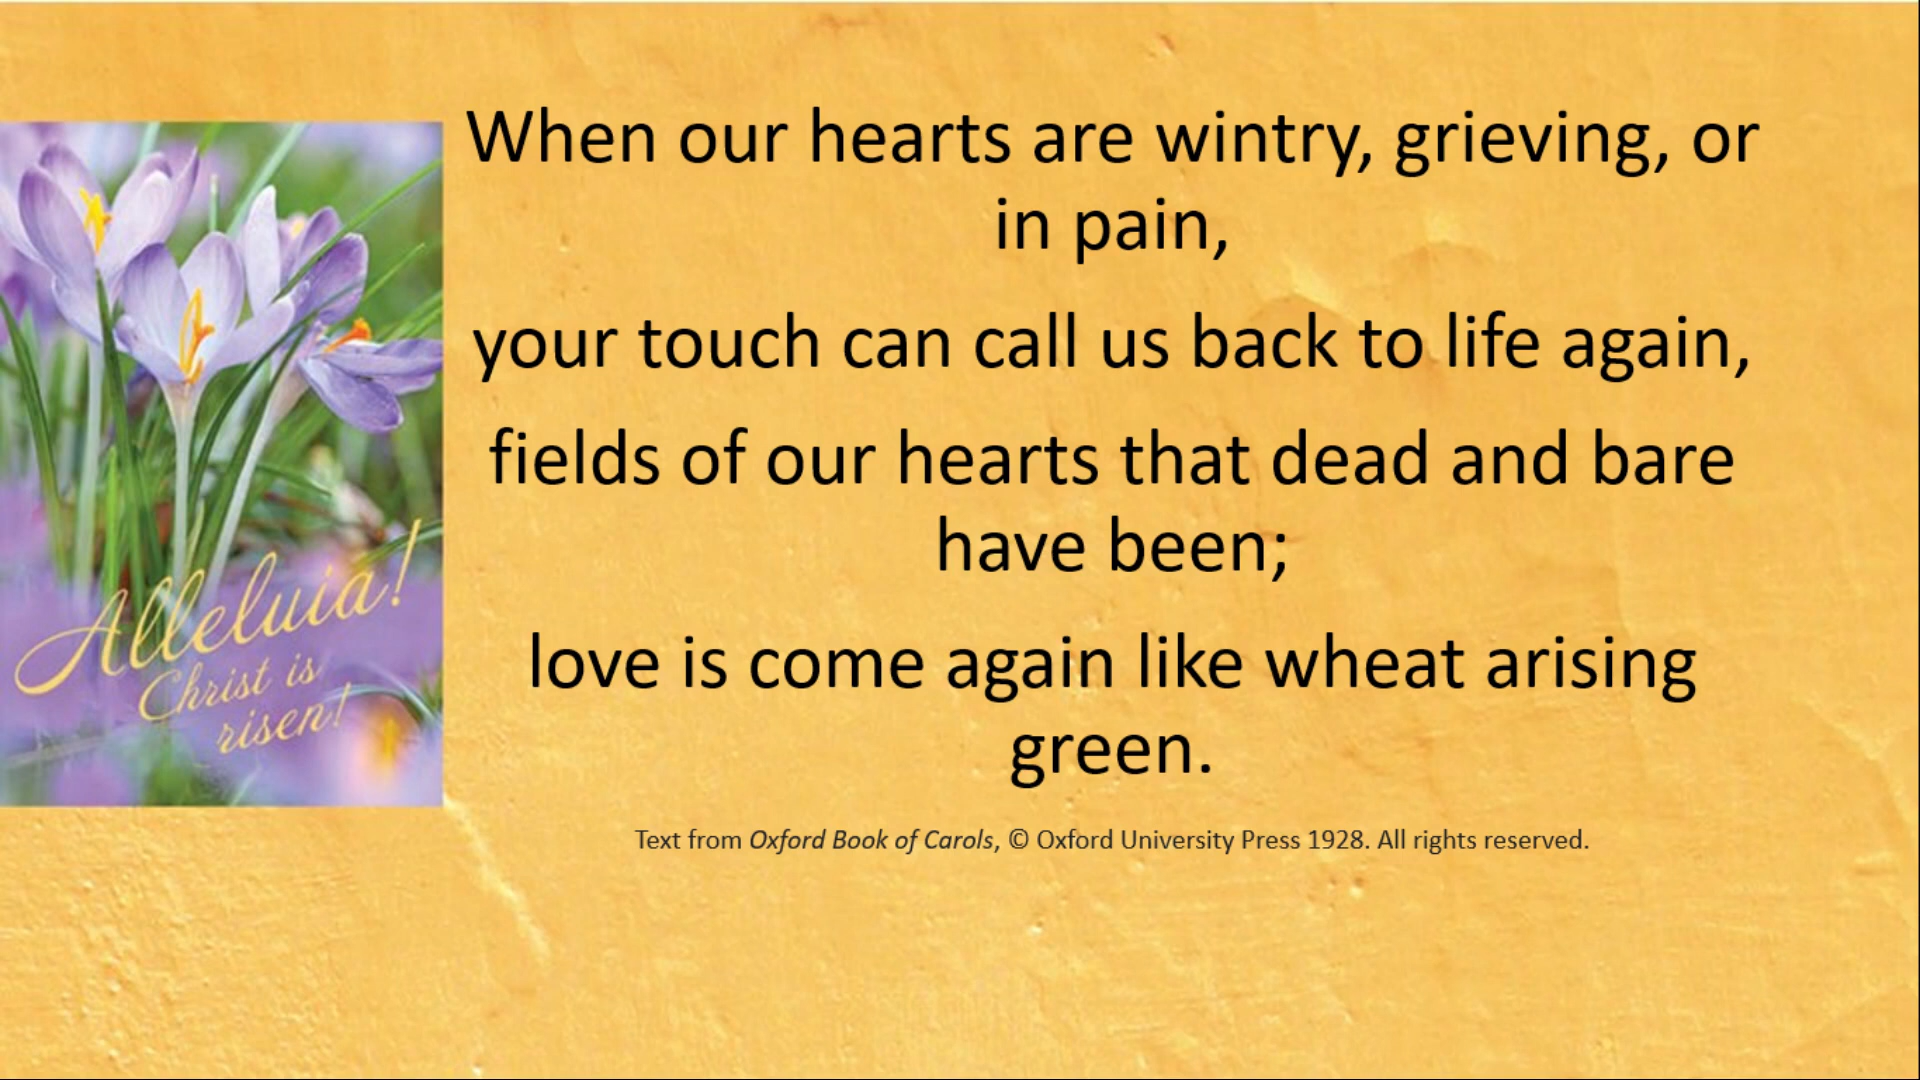 When our hearts are wintry, grieving, or
in pain,
your touch can call us back to life again,
fields of our hearts that dead and bare
have been;
love is come again like wheat arising
green.
Text from Oxford Book of Carols, © Oxford University Press 1928. All rights reserved.
Alleluia!
Christ is
risen!